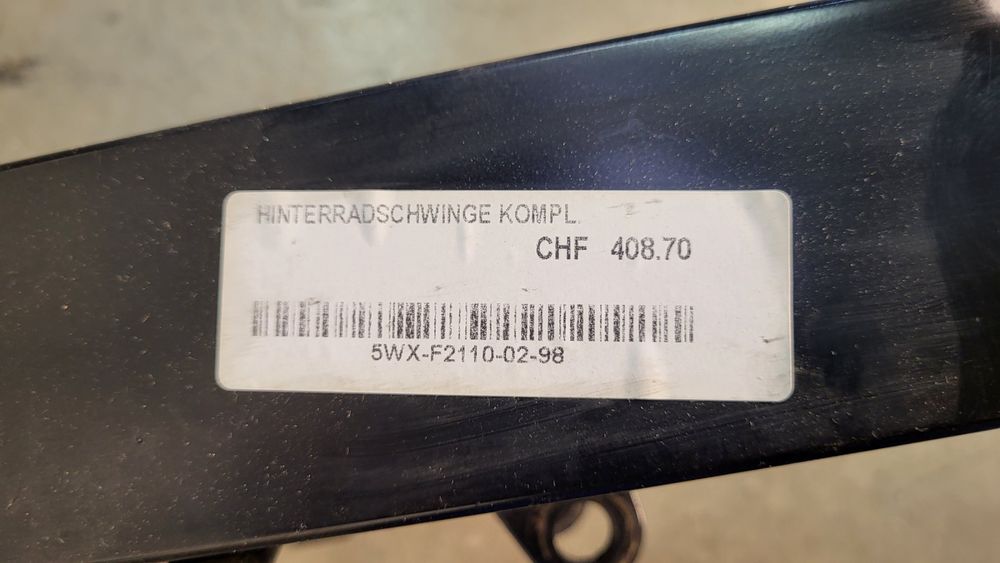 HINTERRADSCHWINGE KOMPL.
CHF 408.70
5WX-F2110-02-98